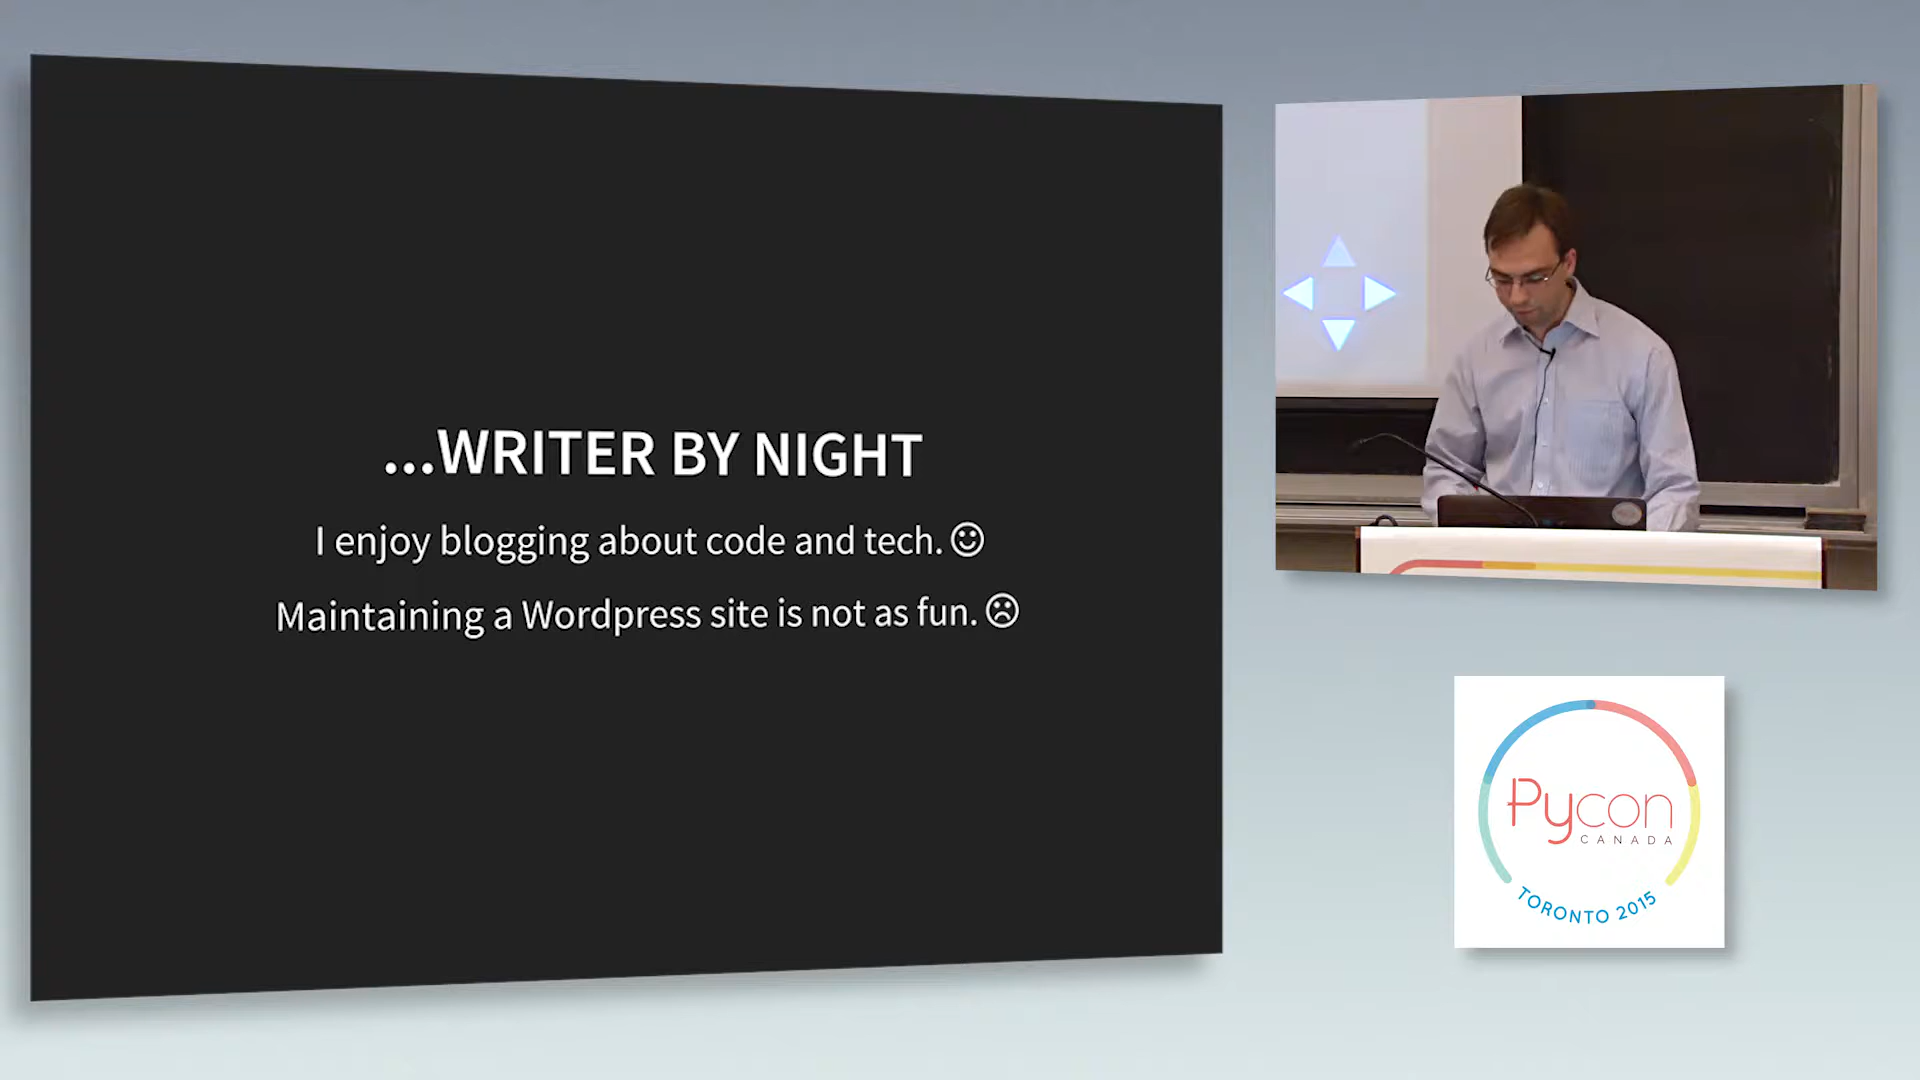 ...WRITER BY NIGHT
I enjoy blogging about code and tech. ☺
Maintaining a Wordpress site is not as fun. ☹
Pycon
CANADA
TORONTO 2015